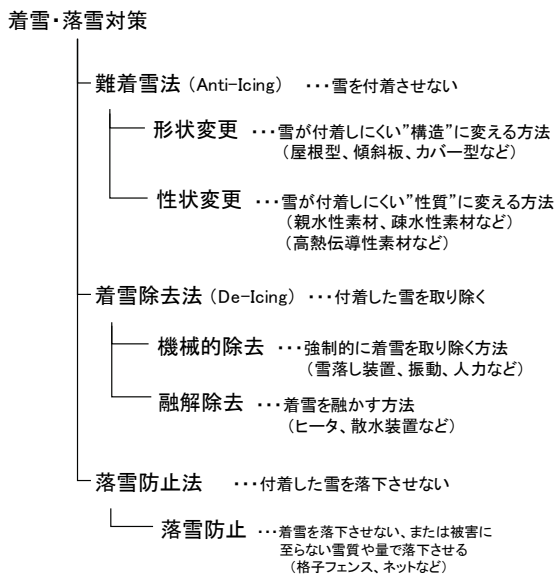 着雪・落雪対策
難着雪法 (Anti-Icing) ・・・雪を付着させない
形状変更 ・・・雪が付着しにくい”構造”に変える方法
(屋根型、傾斜板、カバー型など)
性状変更 ・・・雪が付着しにくい”性質”に変える方法
(親水性素材、疎水性素材など)
(高熱伝導性素材など)
着雪除去法 (De-Icing) ・・・付着した雪を取り除く
機械的除去 ・・・強制的に着雪を取り除く方法
(雪落し装置、振動、人力など)
融解除去 ・・・着雪を融かす方法
(ヒータ、散水装置など)
落雪防止法 ・・・付着した雪を落下させない
落雪防止 ・・・着雪を落下させない、または被害に
至らない雪質や量で落下させる
(格子フェンス、ネットなど)